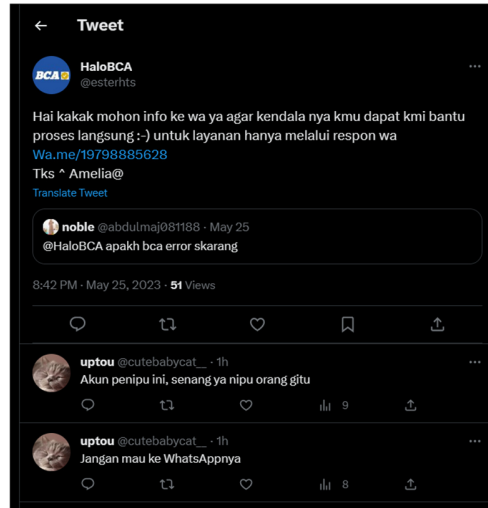 Tweet
BCA
HaloBCA
@esterhts
Hai kakak mohon info ke wa ya agar kendala nya kmu dapat kmi bantu
proses langsung :-) untuk layanan hanya melalui respon wa
Wa.me/19798885628
Tks ^ Amelia@
Translate Tweet
noble @abdulmaj081188 · May 25
@HaloBCA apakh bca error skarang
8:42 PM · May 25, 2023 · 51 Views
uptou @cutebabycat__ · 1h
Akun penipu ini, senang ya nipu orang gitu
9
uptou @cutebabycat__ · 1h
Jangan mau ke WhatsAppnya
8